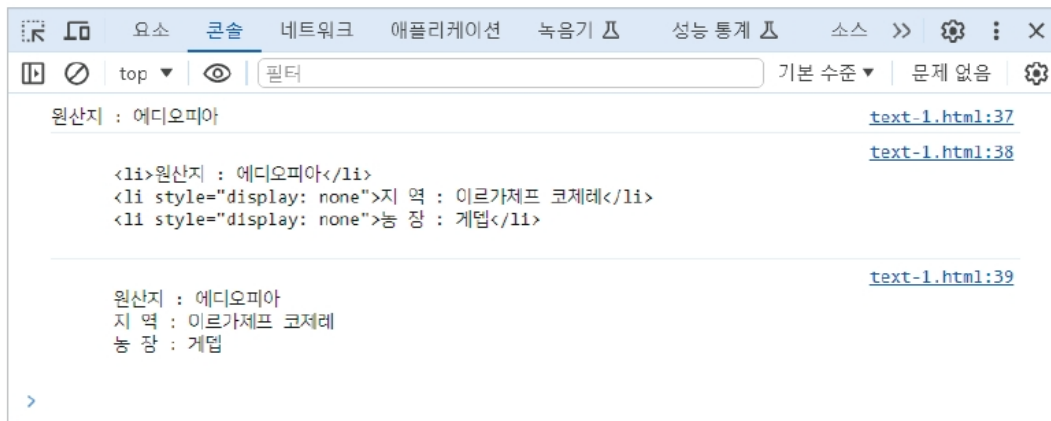 요소 콘솔 네트워크 애플리케이션 녹음기 성능 통계 소스
top 필터 기본 수준 문제 없음
원산지 : 에디오피아 text-1.html:37
text-1.html:38
<li>원산지 : 에디오피아</li>
<li style="display: none">지 역 : 이르가제프 코제레</li>
<li style="display: none">농 장 : 게뎁</li>
text-1.html:39
원산지 : 에디오피아
지 역 : 이르가제프 코제레
농 장 : 게뎁